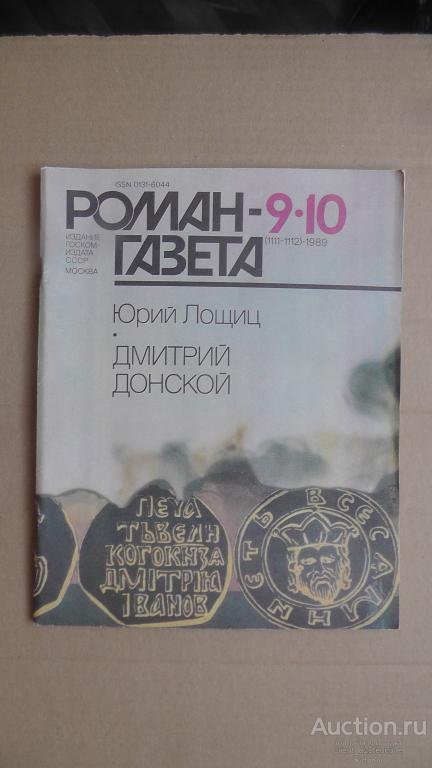 ISSN 0131-6044
РОМАН-9·10
ГАЗЕТА
(1111-1112)-1989
ИЗДАНИЕ
ГОСКОМ-
ИЗДАТА
СССР
МОСКВА
Юрий Лощиц
•
ДМИТРИЙ
ДОНСКОЙ
ПЕЧА
ТЬВЕЛИ
КОГОКНЗА
ДМІТРІА
ІВАНОВ
Auction.ru